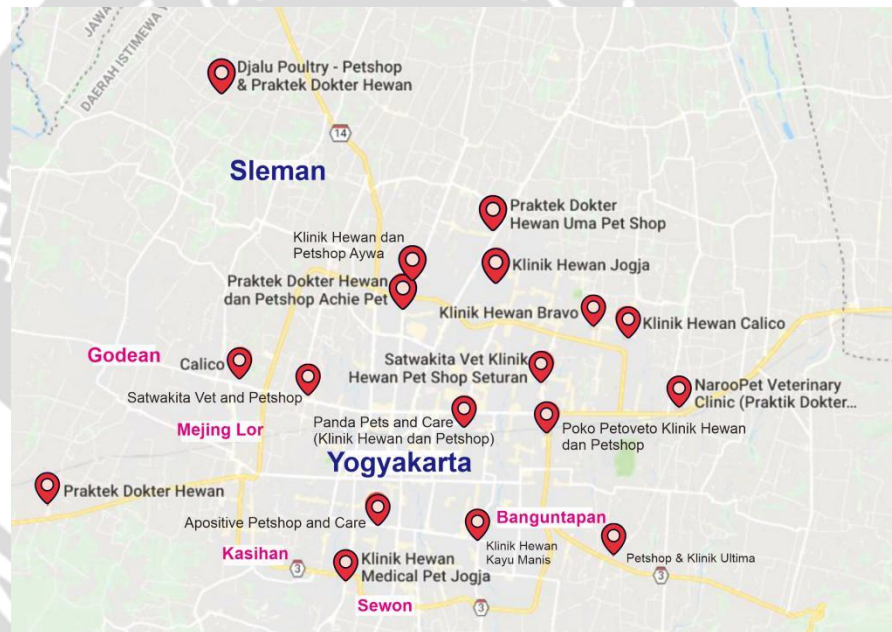 JAWA
DAERAH ISTIMEWA
Djalu Poultry - Petshop
& Praktek Dokter Hewan
14
Sleman
Praktek Dokter
Hewan Uma Pet Shop
Klinik Hewan dan
Petshop Aywa
Klinik Hewan Jogja
Praktek Dokter Hewan
dan Petshop Achie Pet
Klinik Hewan Bravo
Klinik Hewan Calico
Godean
Calico
Satwakita Vet Klinik
Hewan Pet Shop Seturan
Satwakita Vet and Petshop
NarooPet Veterinary
Clinic (Praktik Dokter...
Mejing Lor
Panda Pets and Care
(Klinik Hewan dan Petshop)
Poko Petoveto Klinik Hewan
dan Petshop
Yogyakarta
Praktek Dokter Hewan
Apositive Petshop and Care
Banguntapan
Klinik Hewan
Kayu Manis
Petshop & Klinik Ultima
Kasihan
3
Klinik Hewan
Medical Pet Jogja
3
Sewon
3